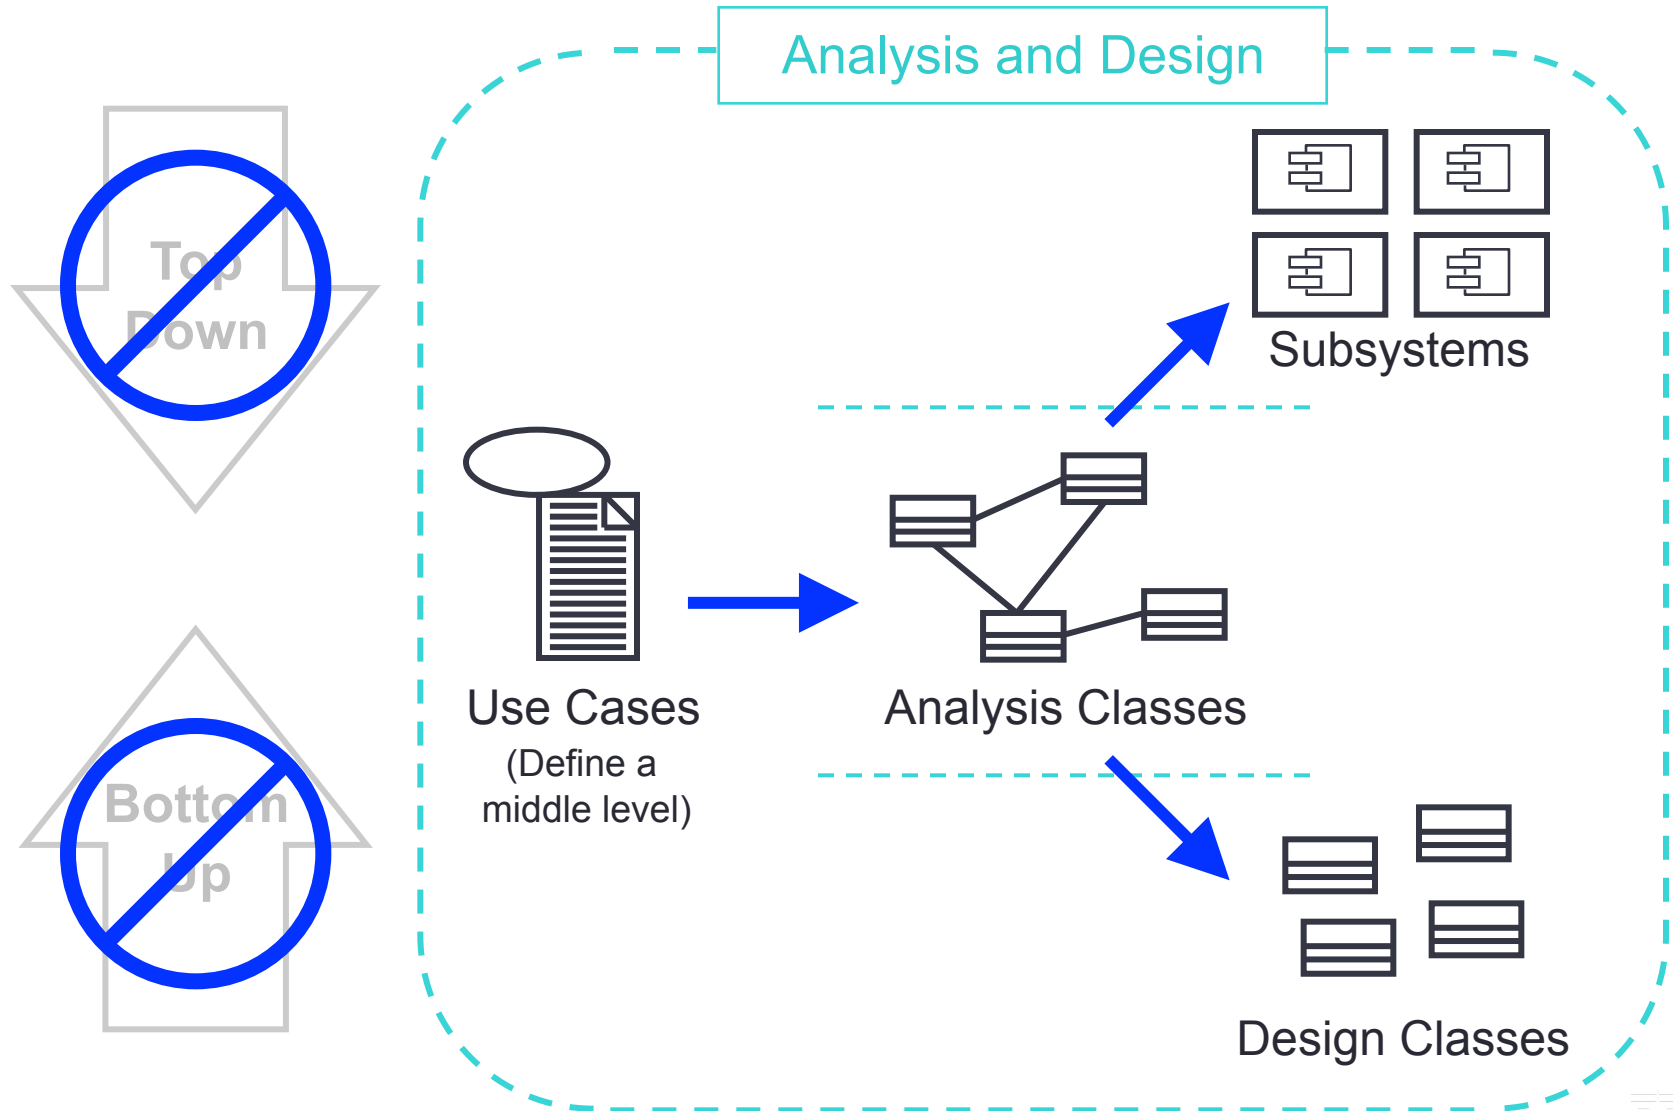 Analysis and Design
Top
Down
Subsystems
Use Cases
(Define a
middle level)
Analysis Classes
Bottom
Up
Design Classes